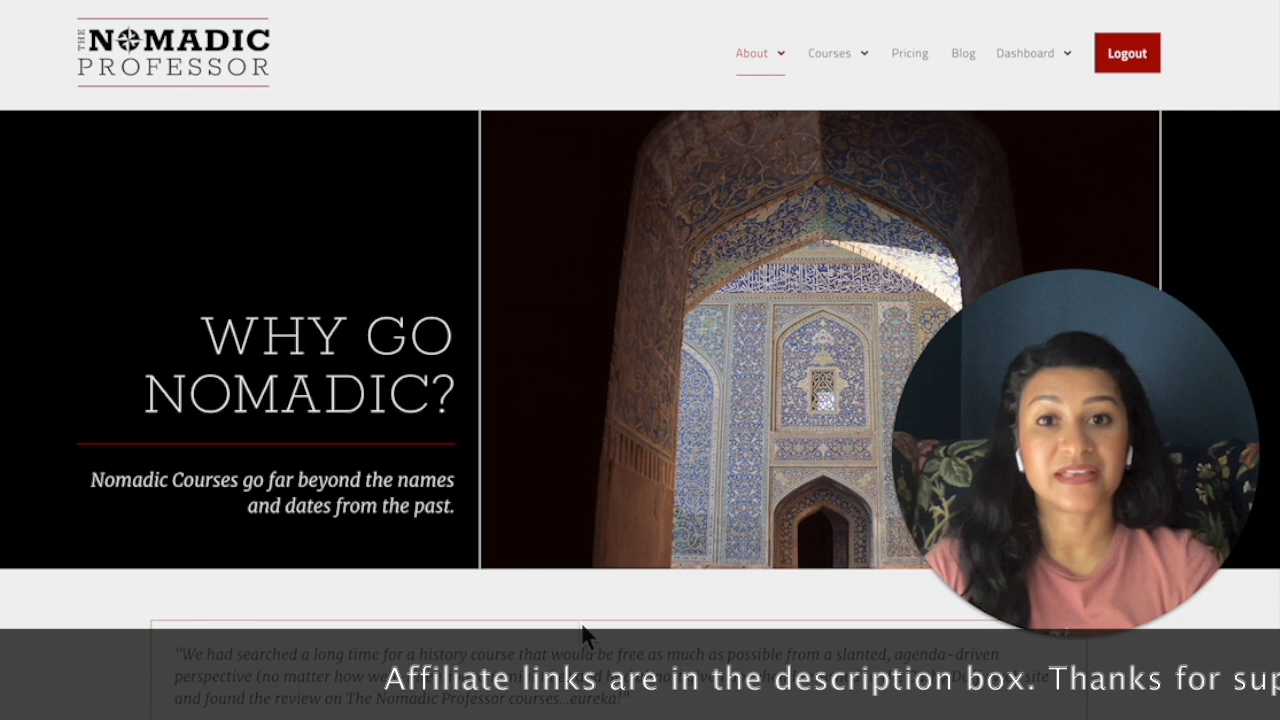 THE NOMADIC
PROFESSOR
About Courses Pricing Blog Dashboard Logout
WHY GO
NOMADIC?
Nomadic Courses go far beyond the names
and dates from the past.
"We had searched a long time for a history course that would be free as much as possible from a slanted, agenda-driven
perspective (no matter how we
and found the review on The Nomadic Professor courses...eureka!"
Affiliate links are in the description box. Thanks for